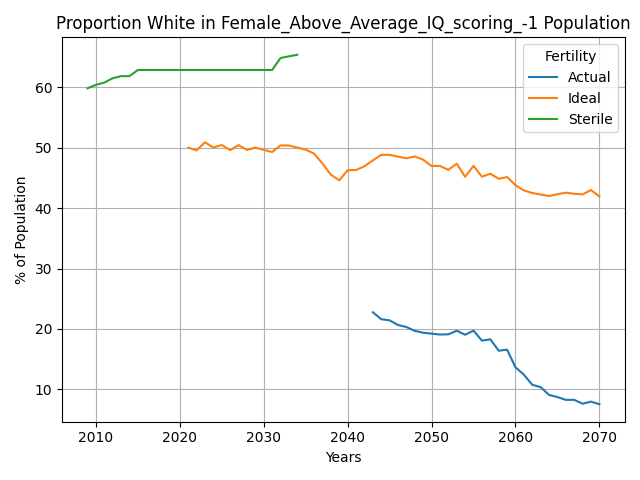 Proportion White in Female_Above_Average_IQ_scoring_-1 Population
Fertility
Actual
Ideal
Sterile
% of Population
60
50
40
30
20
10
2010 2020 2030 2040 2050 2060 2070
Years